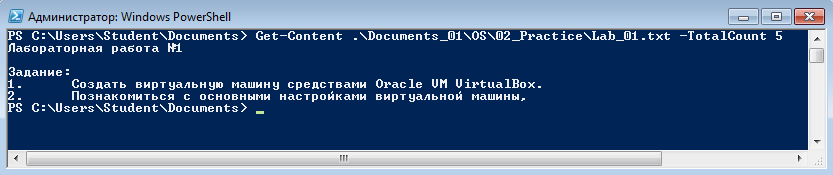 Администратор: Windows PowerShell
PS C:\Users\Student\Documents> Get-Content .\Documents_01\OS\02_Practice\Lab_01.txt -TotalCount 5
Лабораторная работа №1
Задание:
1. Создать виртуальную машину средствами Oracle VM VirtualBox.
2. Познакомиться с основными настройками виртуальной машины,
PS C:\Users\Student\Documents> _